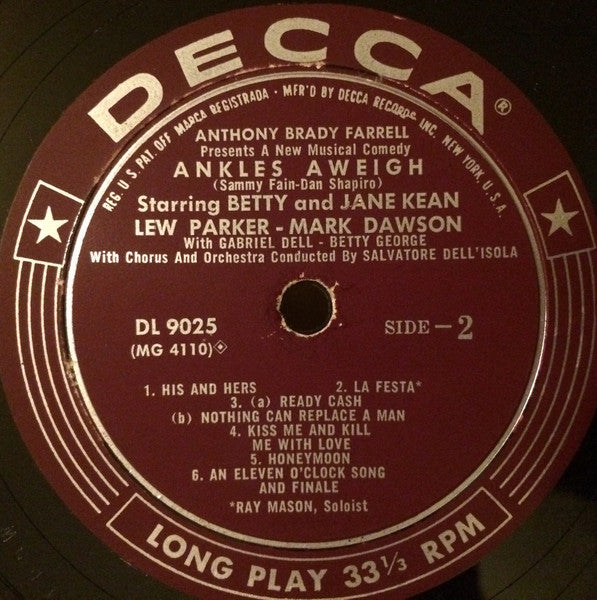 DECCA®
REG. U.S. PAT. OFF. MARCA REGISTRADA • MFR'D BY DECCA RECORDS INC., NEW YORK, U.S.A.
ANTHONY BRADY FARRELL
Presents A New Musical Comedy
ANKLES AWEIGH
(Sammy Fain-Dan Shapiro)
Starring BETTY and JANE KEAN
LEW PARKER - MARK DAWSON
With GABRIEL DELL - BETTY GEORGE
With Chorus And Orchestra Conducted By SALVATORE DELL'ISOLA
DL 9025 SIDE - 2
(MG 4110)
1. HIS AND HERS 2. LA FESTA*
3. (a) READY CASH
(b) NOTHING CAN REPLACE A MAN
4. KISS ME AND KILL
ME WITH LOVE
5. HONEYMOON
6. AN ELEVEN O'CLOCK SONG
AND FINALE
*RAY MASON, Soloist
LONG PLAY 33 1/3 RPM